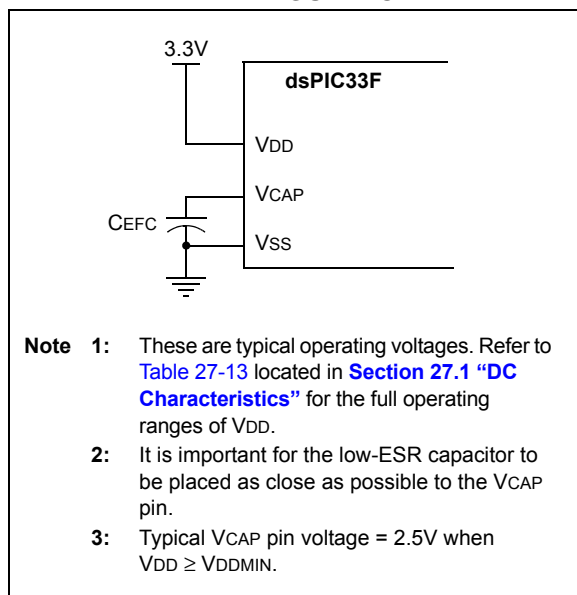 3.3V
dsPIC33F
VDD
VCAP
CEFC
VSS
Note 1: These are typical operating voltages. Refer to
Table 27-13 located in Section 27.1 “DC
Characteristics” for the full operating
ranges of VDD.
2: It is important for the low-ESR capacitor to
be placed as close as possible to the VCAP
pin.
3: Typical VCAP pin voltage = 2.5V when
VDD ≥ VDDMIN.